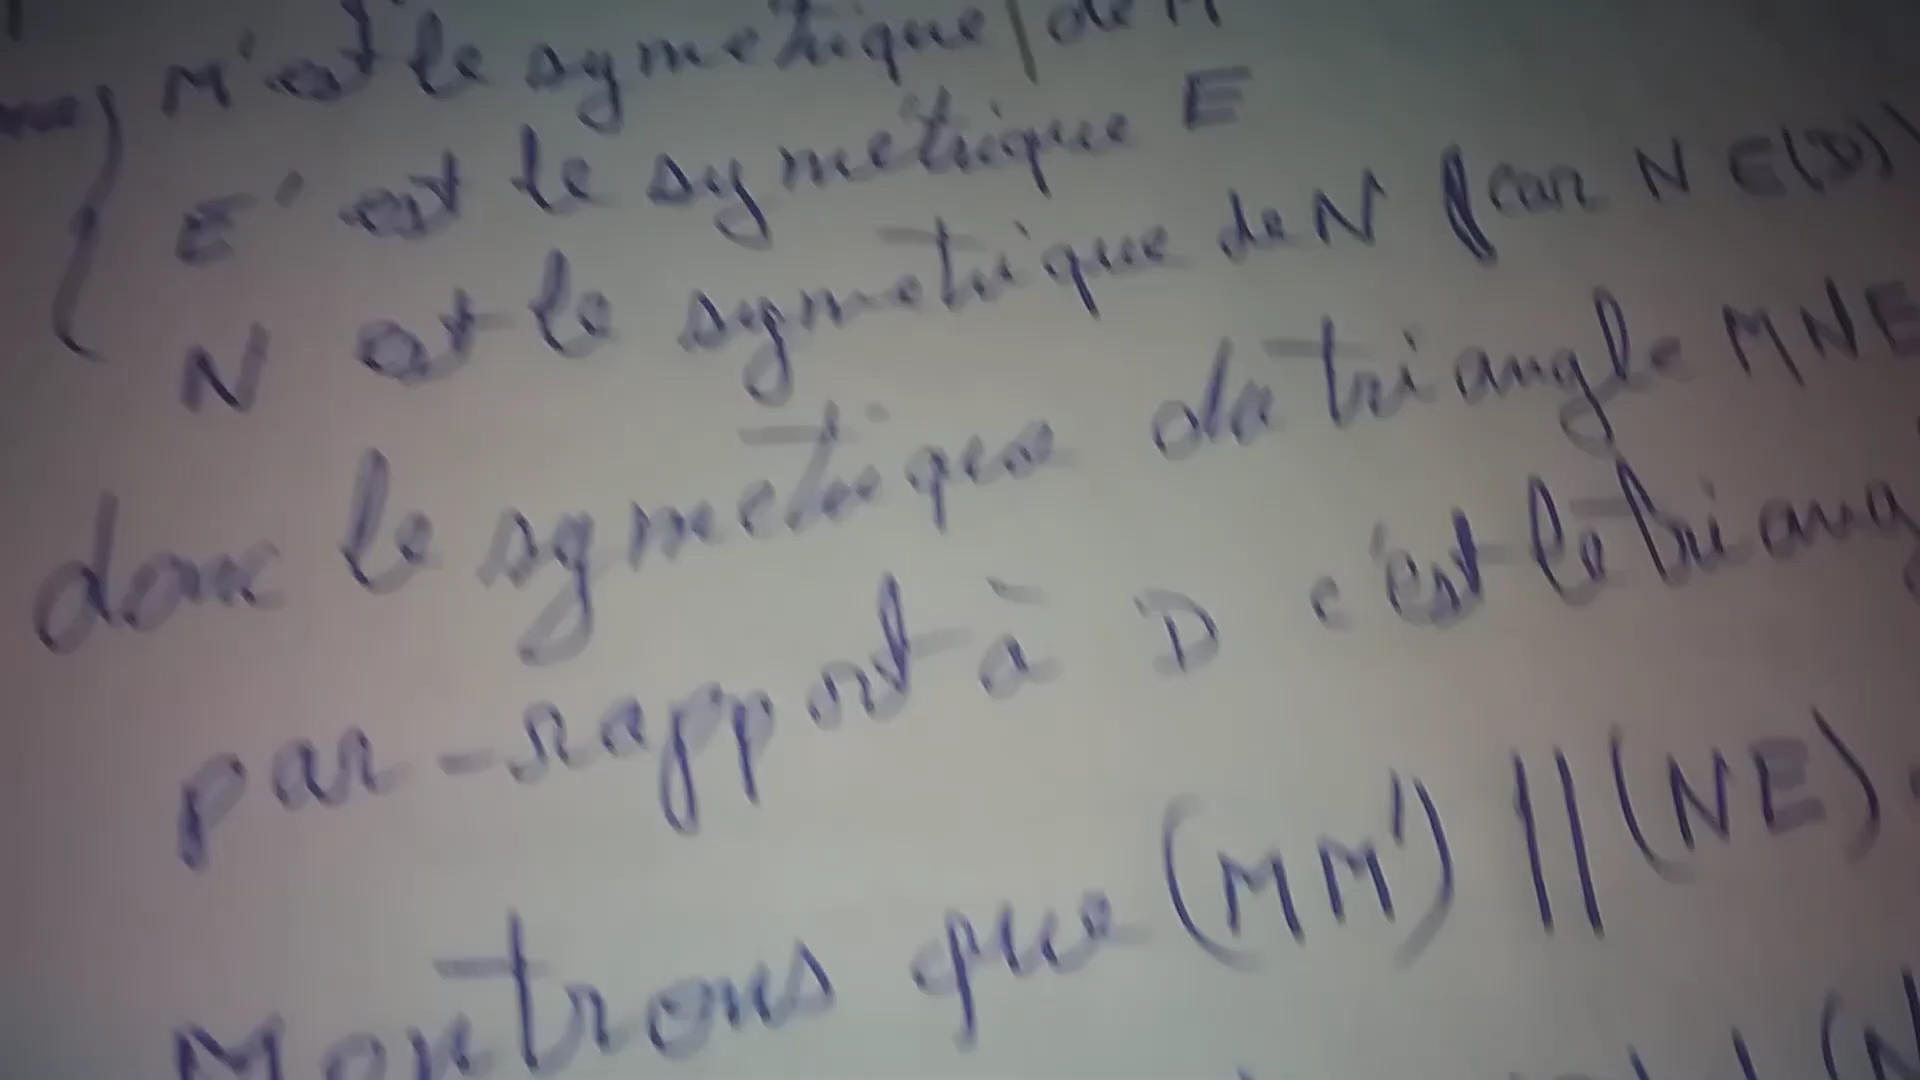 M' est le symetrique de M
E' est le symetrique E
N est le symetrique de N (car N ∈ (D))
donc le symetrique du triangle MNE
par-rapport à D c'est le triang
Montrons que (MM') // (NE)